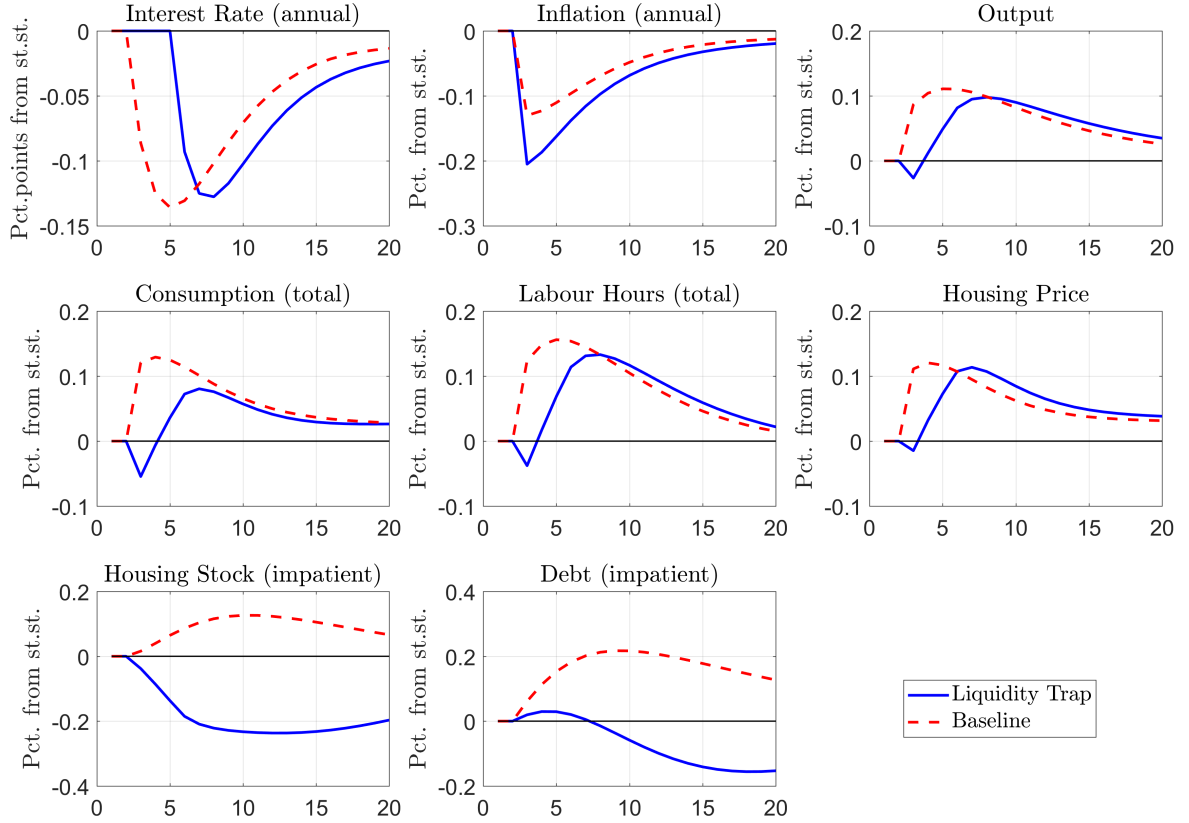 Interest Rate (annual)
Pct.points from st.st.
0
-0.05
-0.1
-0.15
0 5 10 15 20
Inflation (annual)
Pct. from st.st.
0
-0.1
-0.2
-0.3
0 5 10 15 20
Output
Pct. from st.st.
0.2
0.1
0
-0.1
0 5 10 15 20
Consumption (total)
Pct. from st.st.
0.2
0.1
0
-0.1
0 5 10 15 20
Labour Hours (total)
Pct. from st.st.
0.2
0.1
0
-0.1
0 5 10 15 20
Housing Price
Pct. from st.st.
0.2
0.1
0
-0.1
0 5 10 15 20
Housing Stock (impatient)
Pct. from st.st.
0.2
0
-0.2
-0.4
0 5 10 15 20
Debt (impatient)
Pct. from st.st.
0.4
0.2
0
-0.2
0 5 10 15 20
Liquidity Trap
Baseline